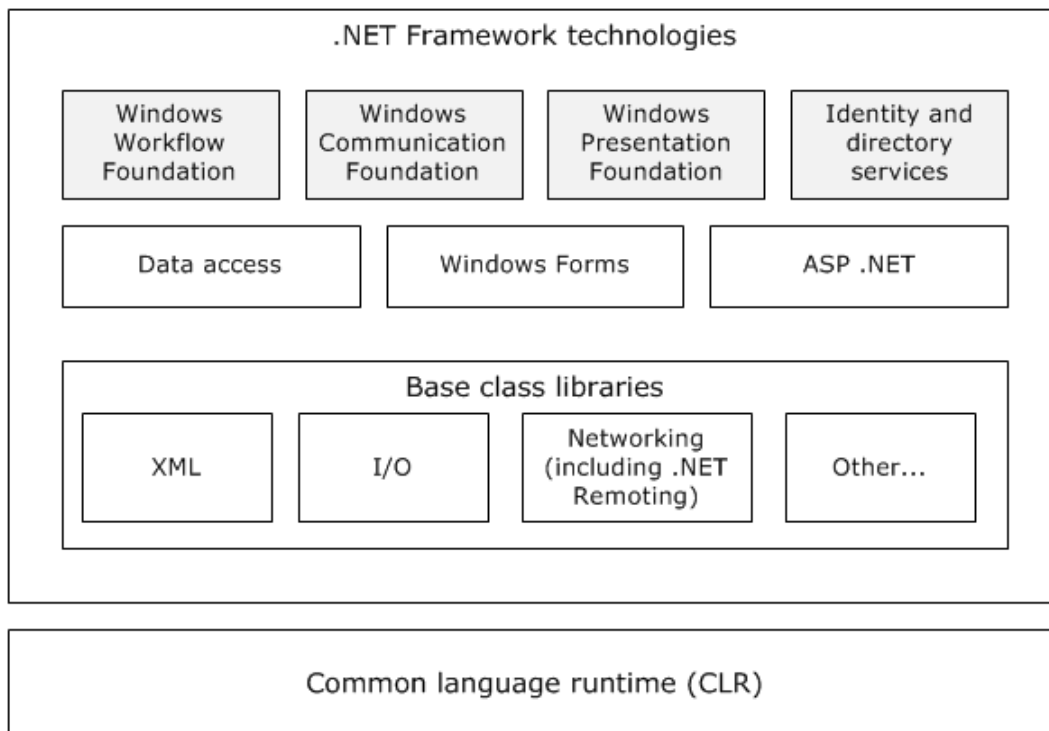 .NET Framework technologies
Windows
Workflow
Foundation
Windows
Communication
Foundation
Windows
Presentation
Foundation
Identity and
directory
services
Data access
Windows Forms
ASP .NET
Base class libraries
XML
I/O
Networking
(including .NET
Remoting)
Other...
Common language runtime (CLR)